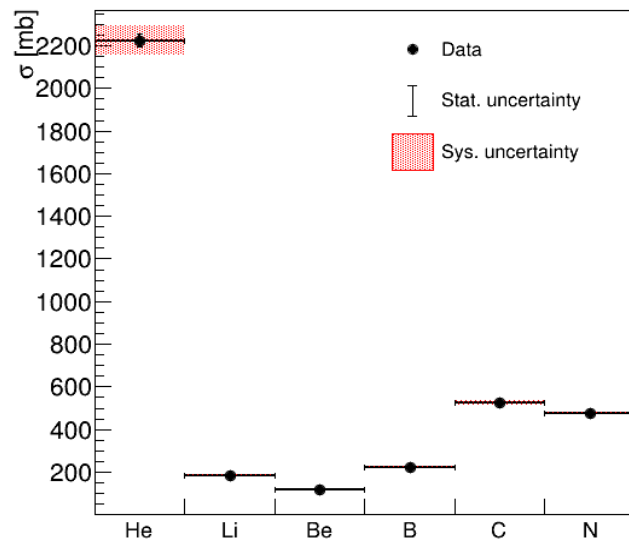 σ [mb]
2200
2000
1800
1600
1400
1200
1000
800
600
400
200
Data
Stat. uncertainty
Sys. uncertainty
He Li Be B C N